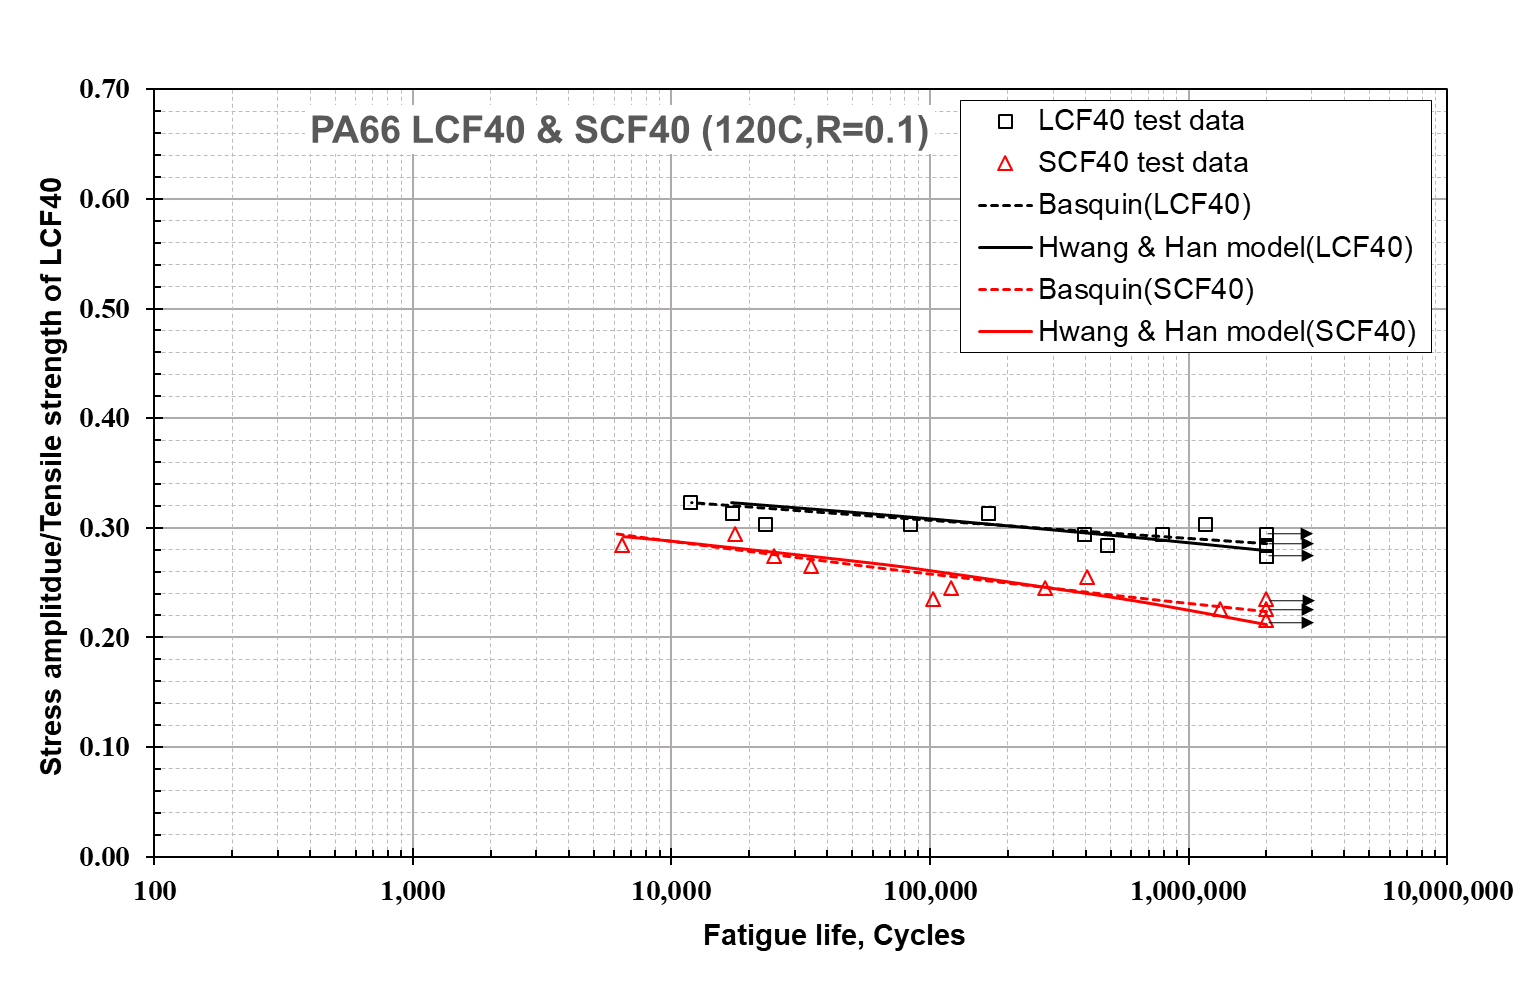 PA66 LCF40 & SCF40 (120C,R=0.1)
LCF40 test data
SCF40 test data
Basquin(LCF40)
Hwang & Han model(LCF40)
Basquin(SCF40)
Hwang & Han model(SCF40)
Stress amplitdue/Tensile strength of LCF40
0.70
0.60
0.50
0.40
0.30
0.20
0.10
0.00
100
1,000
10,000
100,000
1,000,000
10,000,000
Fatigue life, Cycles